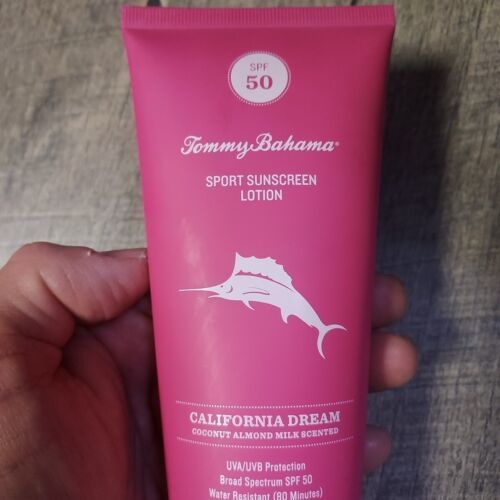 SPF
50
Tommy Bahama®
SPORT SUNSCREEN
LOTION
CALIFORNIA DREAM
COCONUT ALMOND MILK SCENTED
UVA/UVB Protection
Broad Spectrum SPF 50
Water Resistant (80 Minutes)